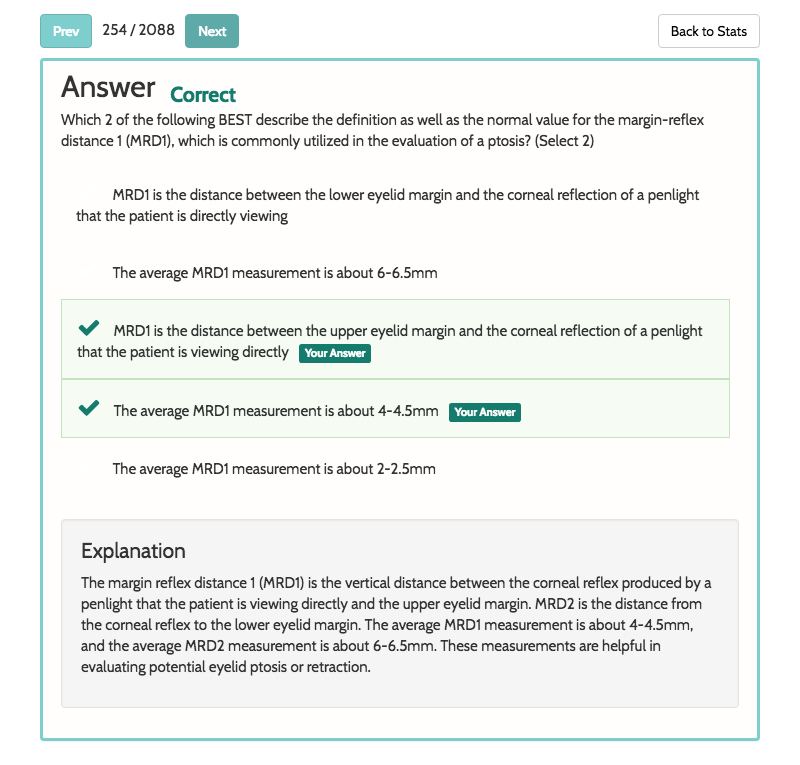 Prev 254 / 2088 Next Back to Stats
Answer Correct
Which 2 of the following BEST describe the definition as well as the normal value for the margin-reflex
distance 1 (MRD1), which is commonly utilized in the evaluation of a ptosis? (Select 2)
MRD1 is the distance between the lower eyelid margin and the corneal reflection of a penlight
that the patient is directly viewing
The average MRD1 measurement is about 6-6.5mm
MRD1 is the distance between the upper eyelid margin and the corneal reflection of a penlight
that the patient is viewing directly Your Answer
The average MRD1 measurement is about 4-4.5mm Your Answer
The average MRD1 measurement is about 2-2.5mm
Explanation
The margin reflex distance 1 (MRD1) is the vertical distance between the corneal reflex produced by a
penlight that the patient is viewing directly and the upper eyelid margin. MRD2 is the distance from
the corneal reflex to the lower eyelid margin. The average MRD1 measurement is about 4-4.5mm,
and the average MRD2 measurement is about 6-6.5mm. These measurements are helpful in
evaluating potential eyelid ptosis or retraction.